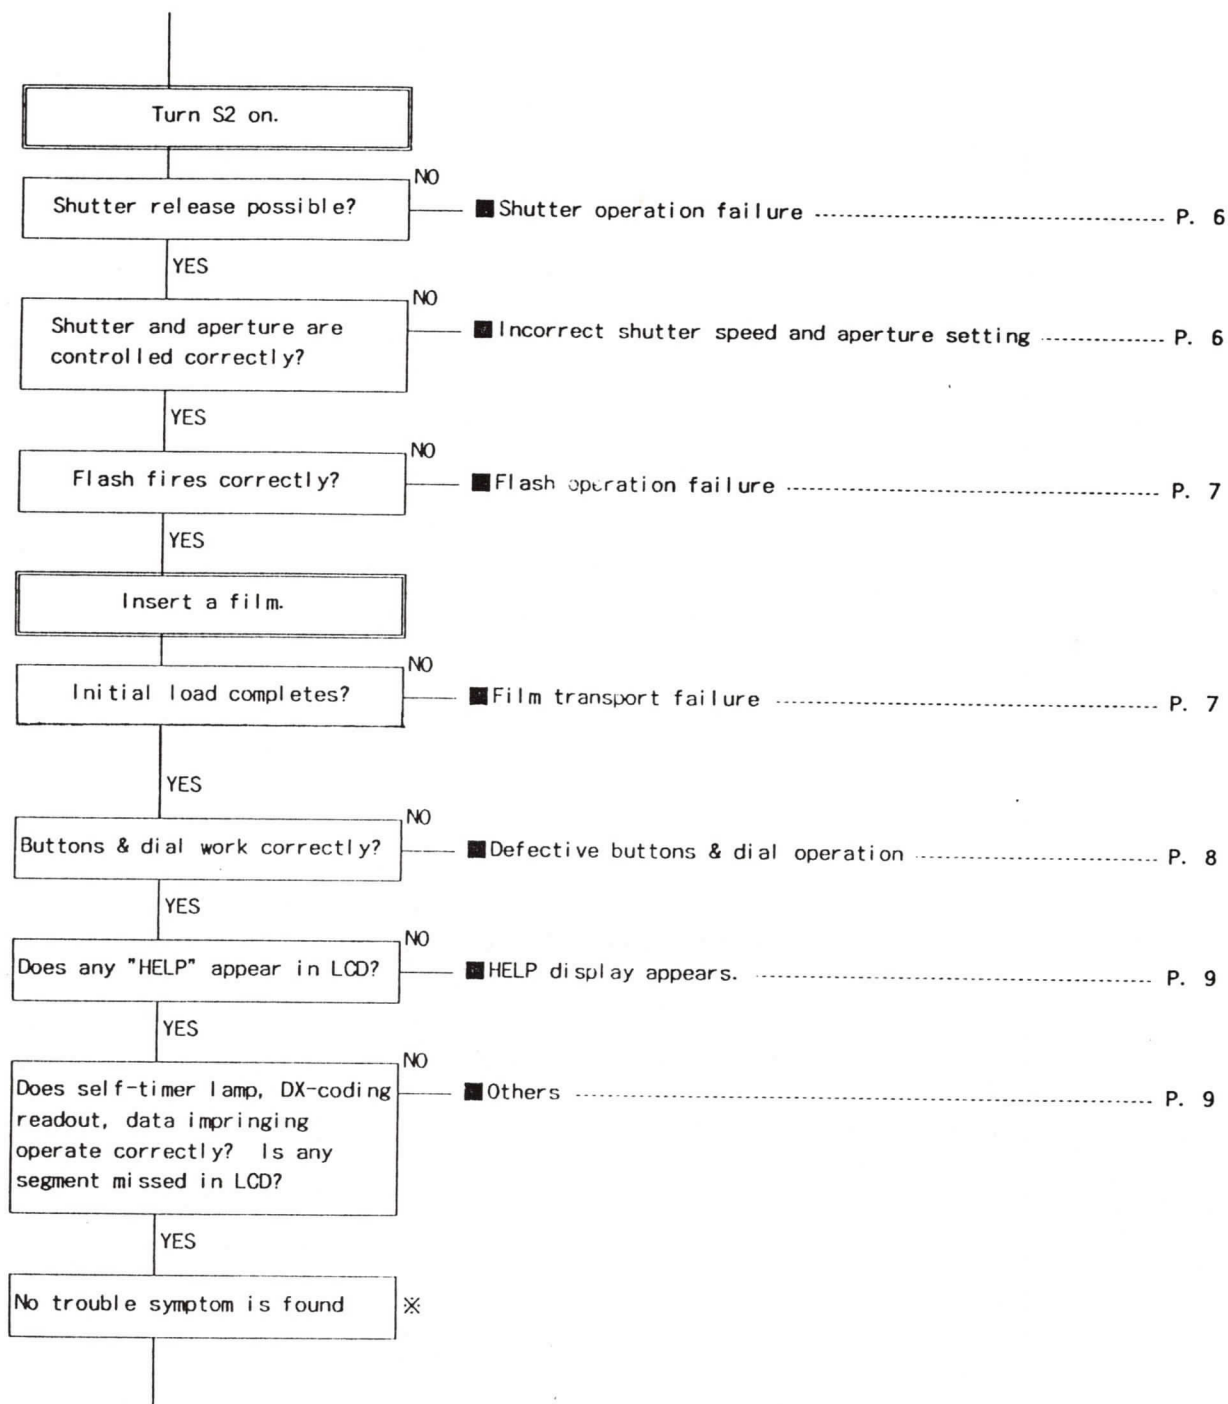 Turn S2 on.
NO
Shutter release possible? ■Shutter operation failure P. 6
YES
NO
Shutter and aperture are
controlled correctly? ■Incorrect shutter speed and aperture setting P. 6
YES
NO
Flash fires correctly? ■Flash operation failure P. 7
YES
Insert a film.
NO
Initial load completes? ■Film transport failure P. 7
YES
NO
Buttons & dial work correctly? ■Defective buttons & dial operation P. 8
YES
NO
Does any "HELP" appear in LCD? ■HELP display appears. P. 9
YES
NO
Does self-timer lamp, DX-coding ■Others P. 9
readout, data impringing
operate correctly? Is any
segment missed in LCD?
YES
No trouble symptom is found ※